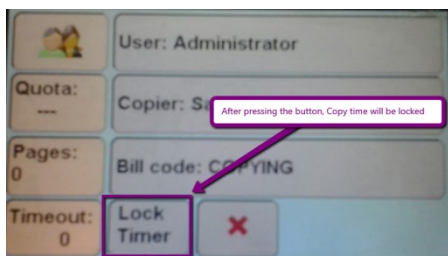 User: Administrator
Quota:
---
Copier:
After pressing the button, Copy time will be locked
Pages:
0
Bill code: COPYING
Timeout:
0
Lock
Timer